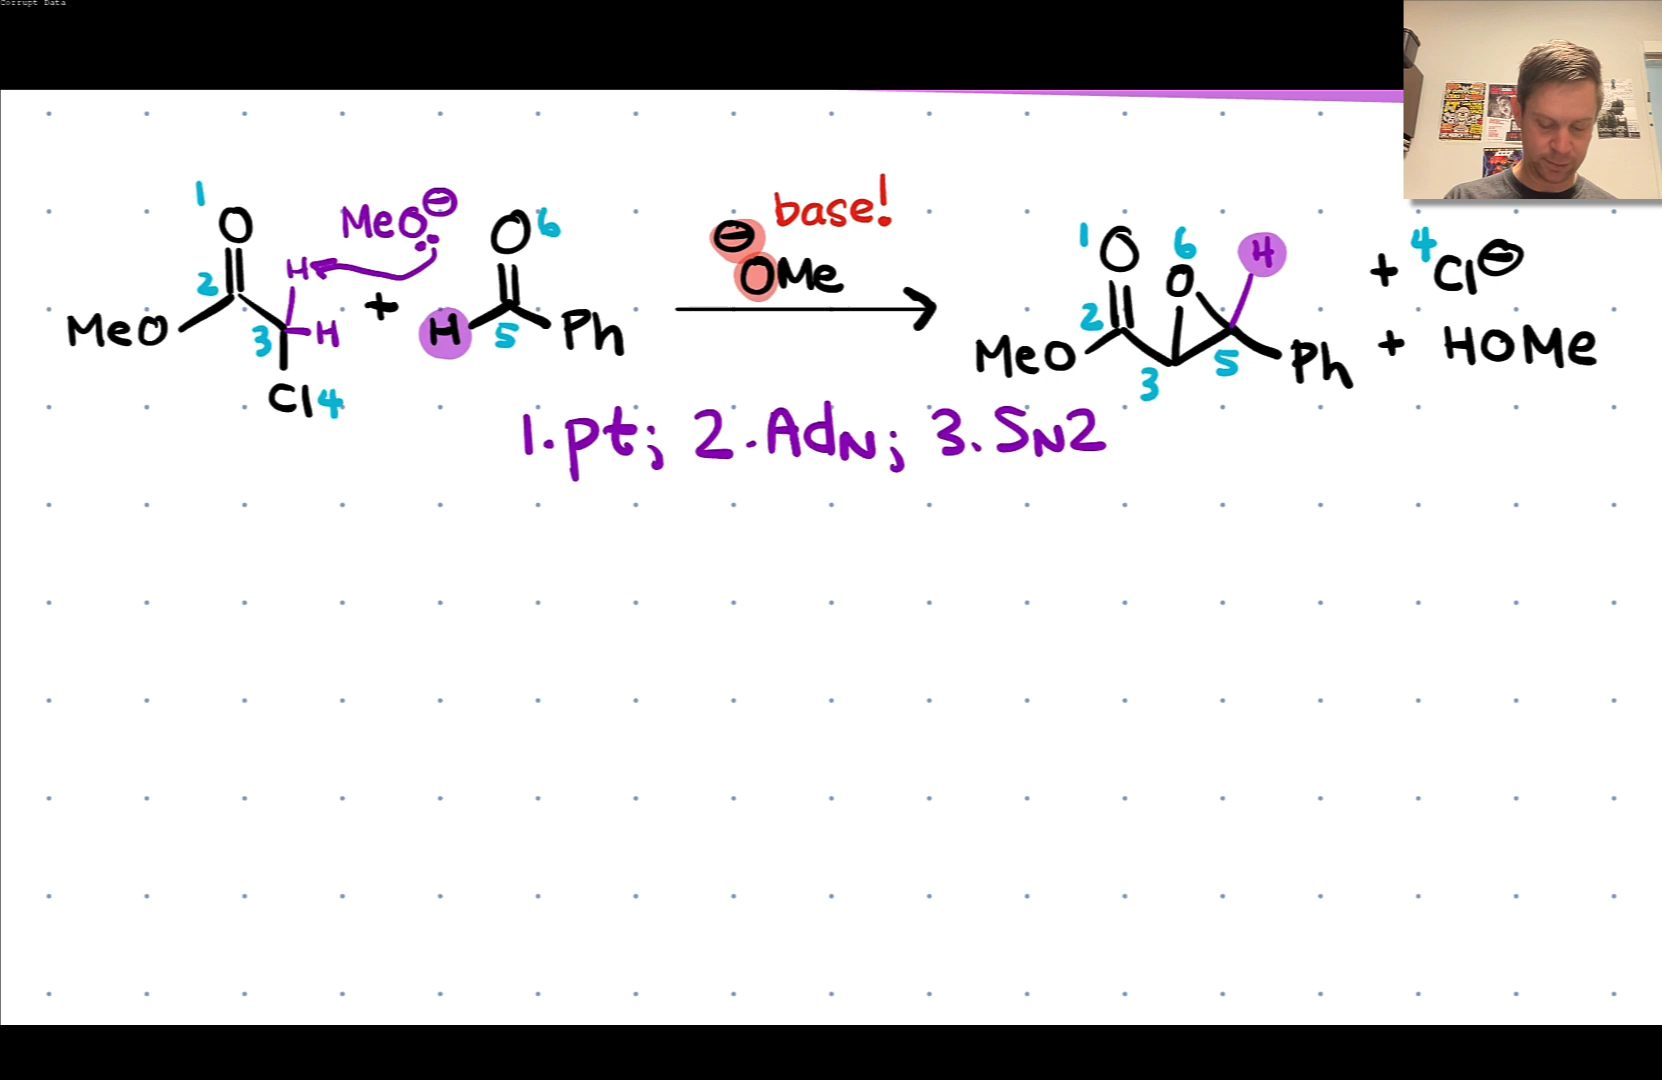 Corrupt Data
1 O MeO⊖ O 6 ⊖ base! 1 O 6 O H + 4 Cl⊖
2 H + OMe 2
MeO 3 H H 5 Ph MeO 3 5 Ph + HOMe
Cl 4
1. pt; 2. AdN; 3. SN2